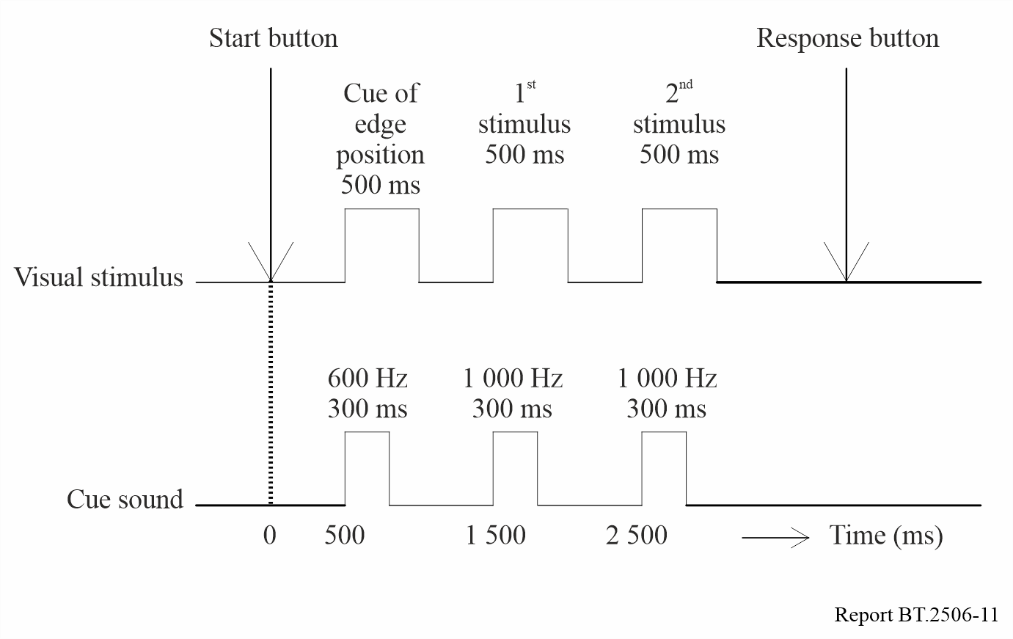 Start button
Response button
Cue of
edge
position
500 ms
1st
stimulus
500 ms
2nd
stimulus
500 ms
Visual stimulus
600 Hz
300 ms
1 000 Hz
300 ms
1 000 Hz
300 ms
Cue sound
0
500
1 500
2 500
Time (ms)
Report BT.2506-11